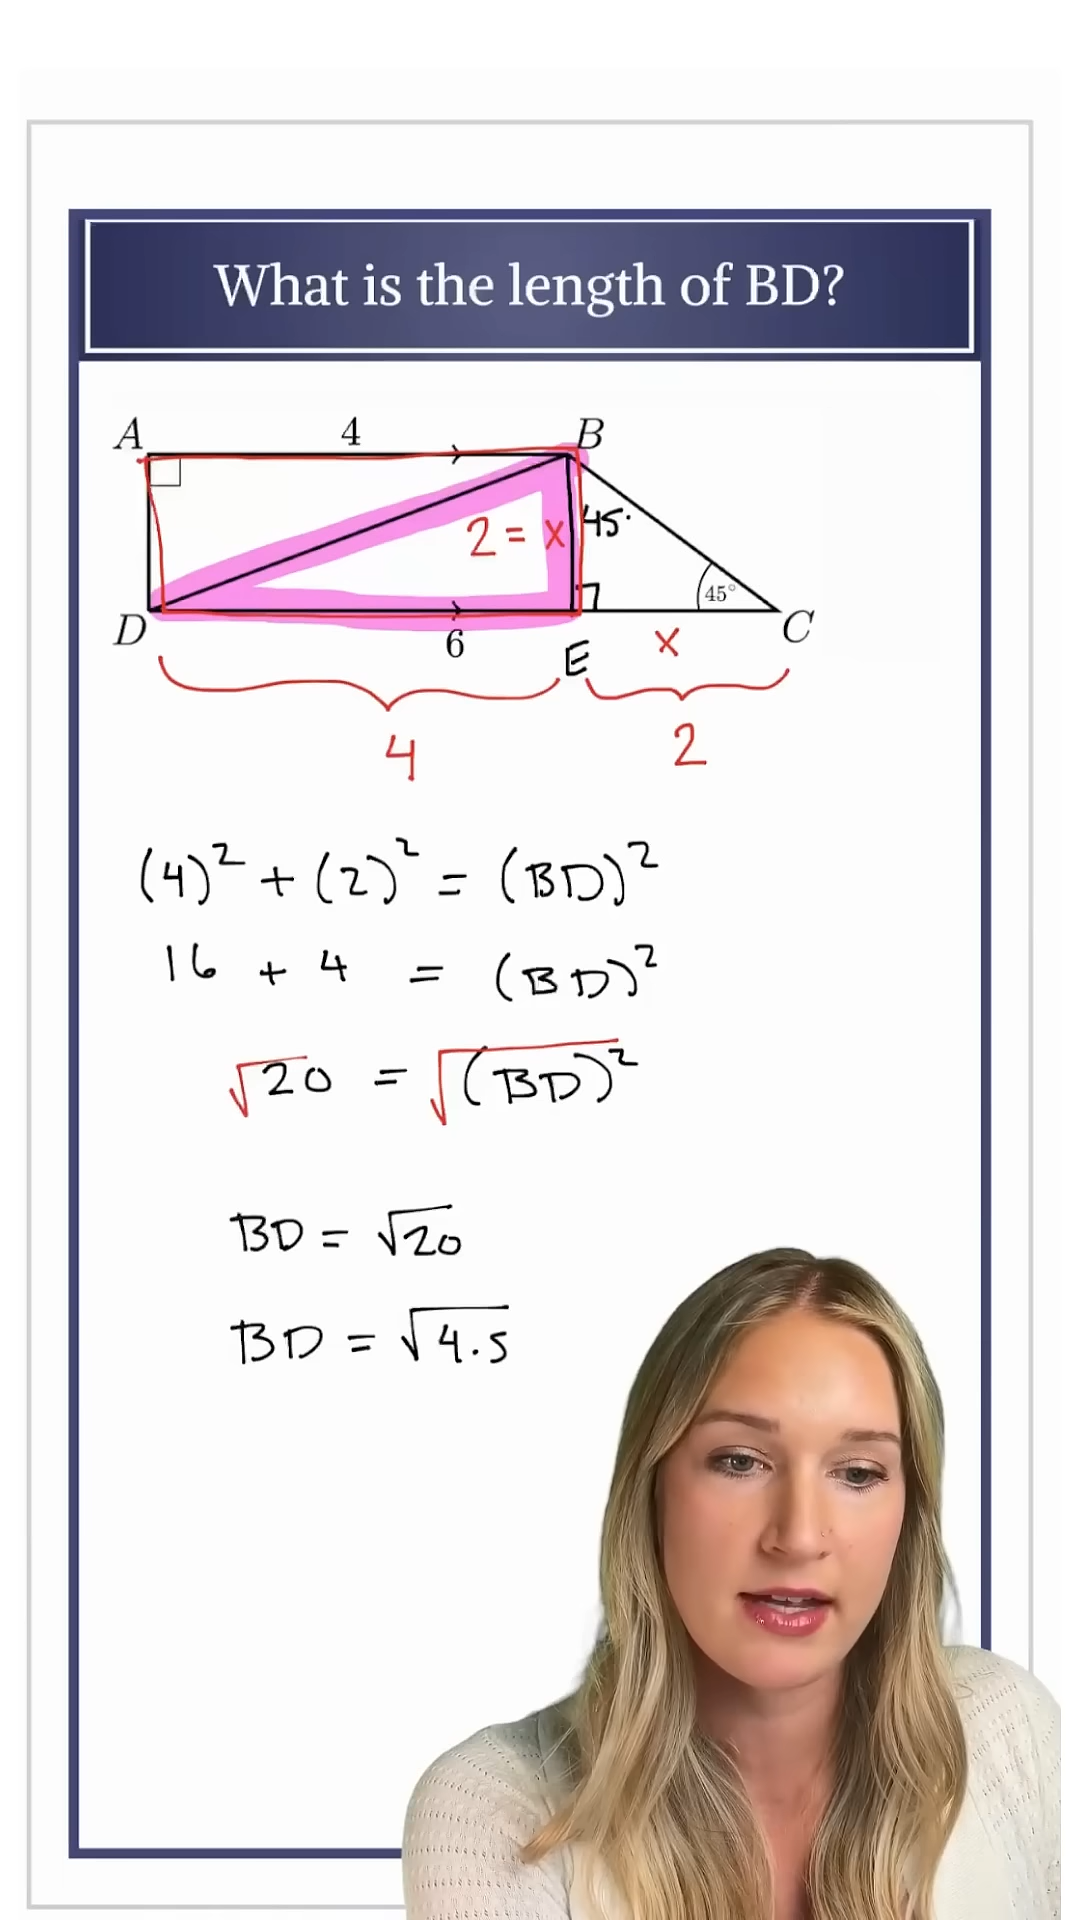 What is the length of BD?
A 4 B
2 = x 45°
45°
D 6 E x C
4 2
(4)² + (2)² = (BD)²
16 + 4 = (BD)²
√20 = √(BD)²
BD = √20
BD = √4·5